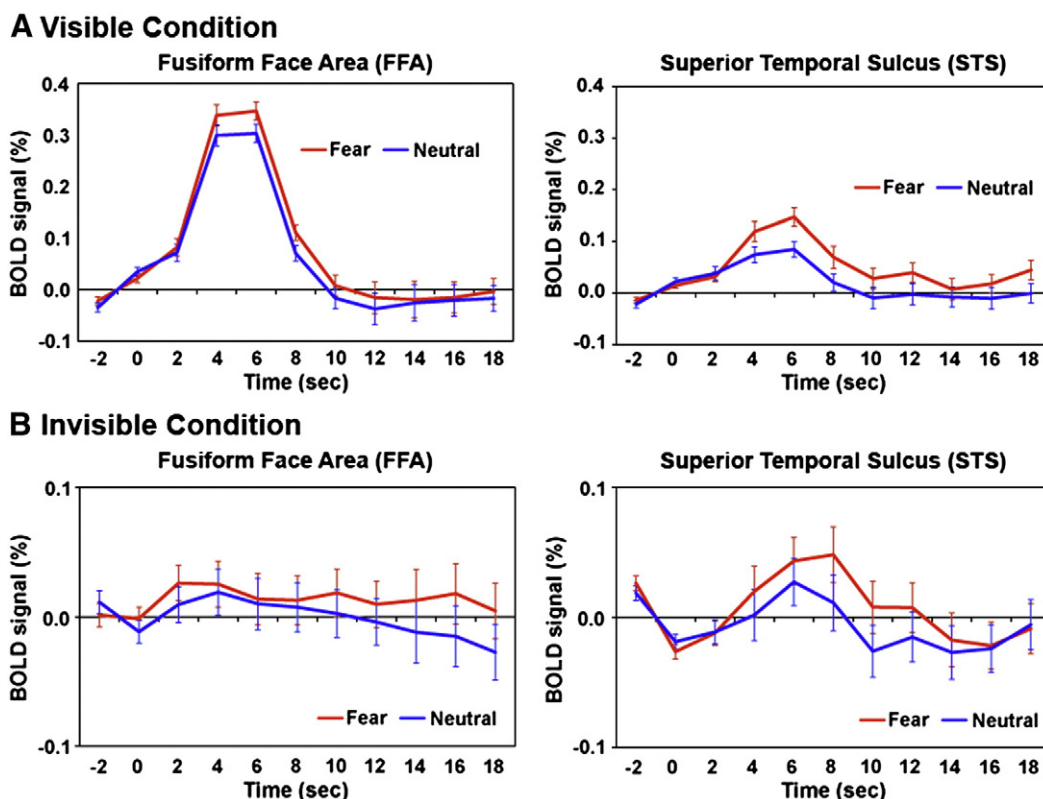 A Visible Condition
Fusiform Face Area (FFA)
0.4
0.3
0.2
0.1
0.0
-0.1
BOLD signal (%)
Fear
Neutral
-2 0 2 4 6 8 10 12 14 16 18
Time (sec)
Superior Temporal Sulcus (STS)
0.4
0.3
0.2
0.1
0.0
-0.1
BOLD signal (%)
Fear
Neutral
-2 0 2 4 6 8 10 12 14 16 18
Time (sec)
B Invisible Condition
Fusiform Face Area (FFA)
0.1
0.0
-0.1
BOLD signal (%)
Fear
Neutral
-2 0 2 4 6 8 10 12 14 16 18
Time (sec)
Superior Temporal Sulcus (STS)
0.1
0.0
-0.1
BOLD signal (%)
Fear
Neutral
-2 0 2 4 6 8 10 12 14 16 18
Time (sec)